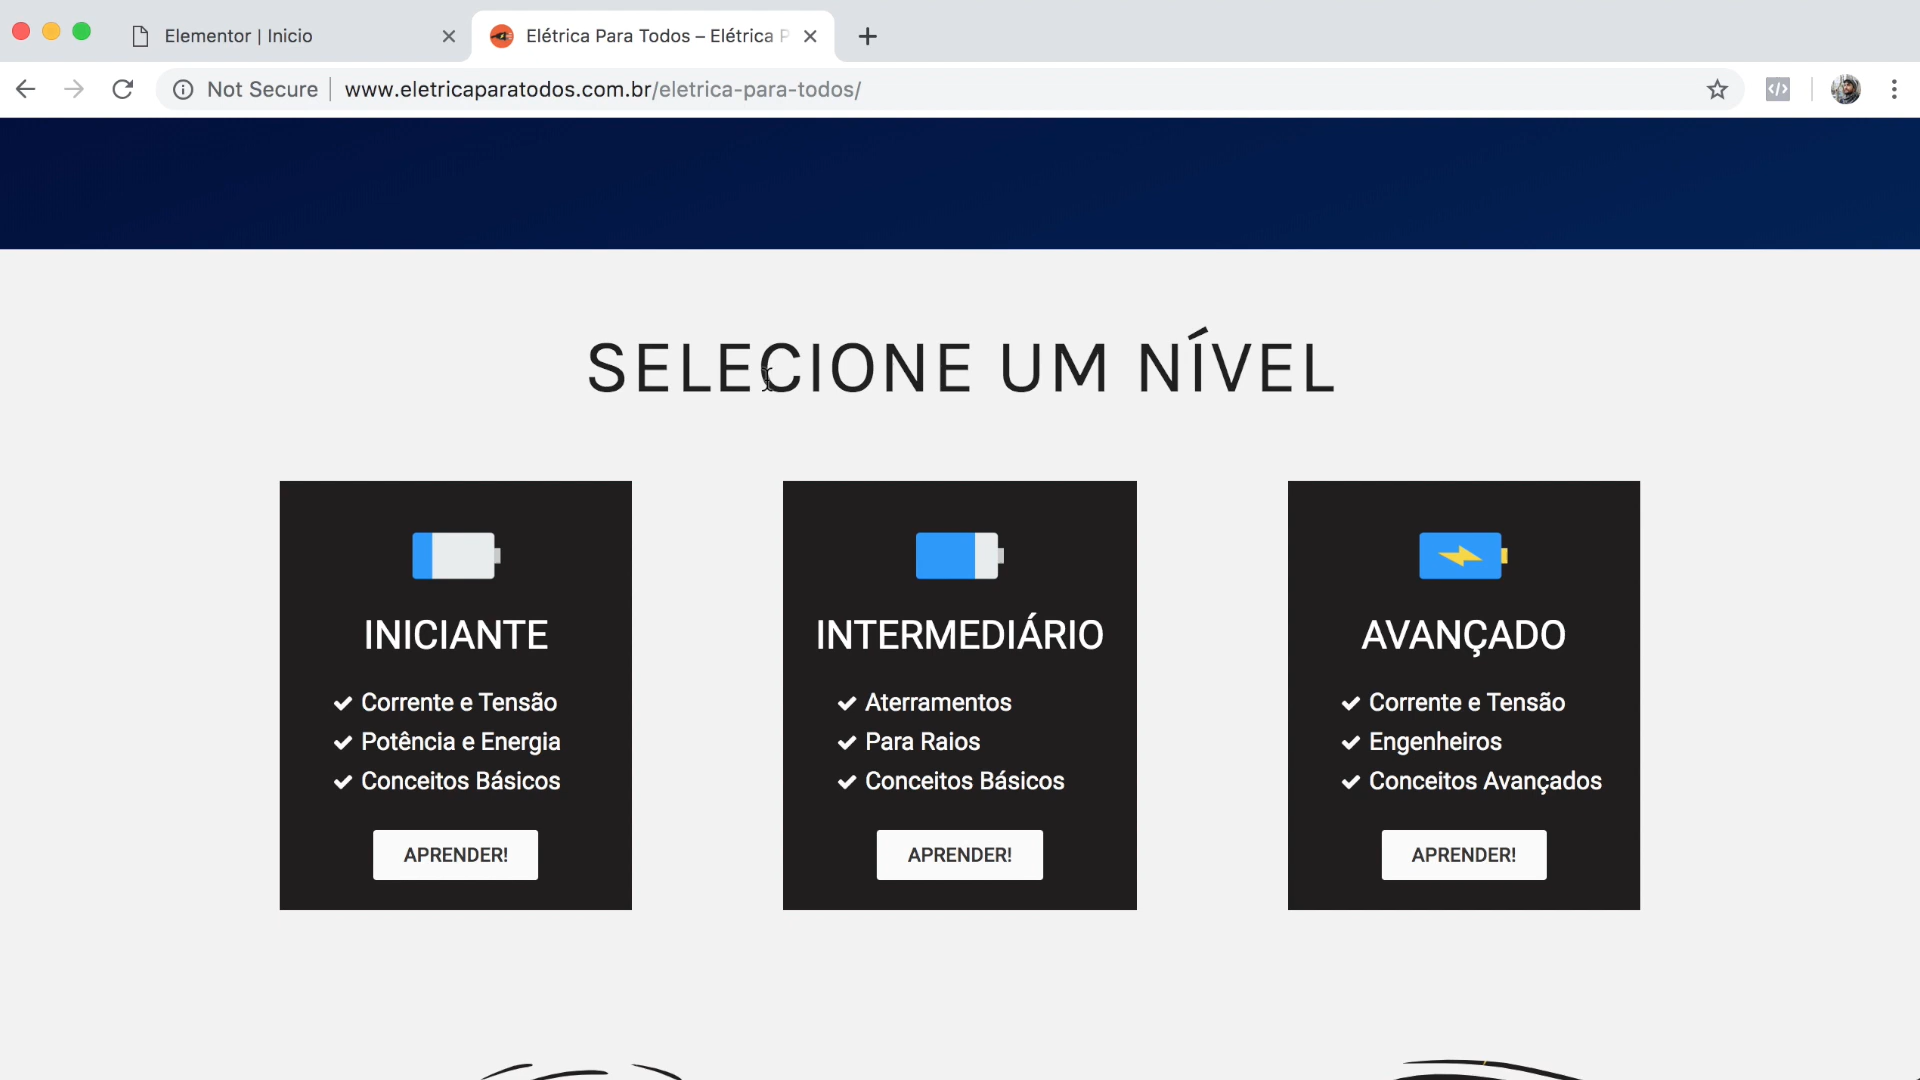 Elementor | Inicio
Elétrica Para Todos – Elétrica P
Not Secure
www.eletricaparatodos.com.br/eletrica-para-todos/
SELECIONE UM NÍVEL
INICIANTE
Corrente e Tensão
Potência e Energia
Conceitos Básicos
APRENDER!
INTERMEDIÁRIO
Aterramentos
Para Raios
Conceitos Básicos
APRENDER!
AVANÇADO
Corrente e Tensão
Engenheiros
Conceitos Avançados
APRENDER!